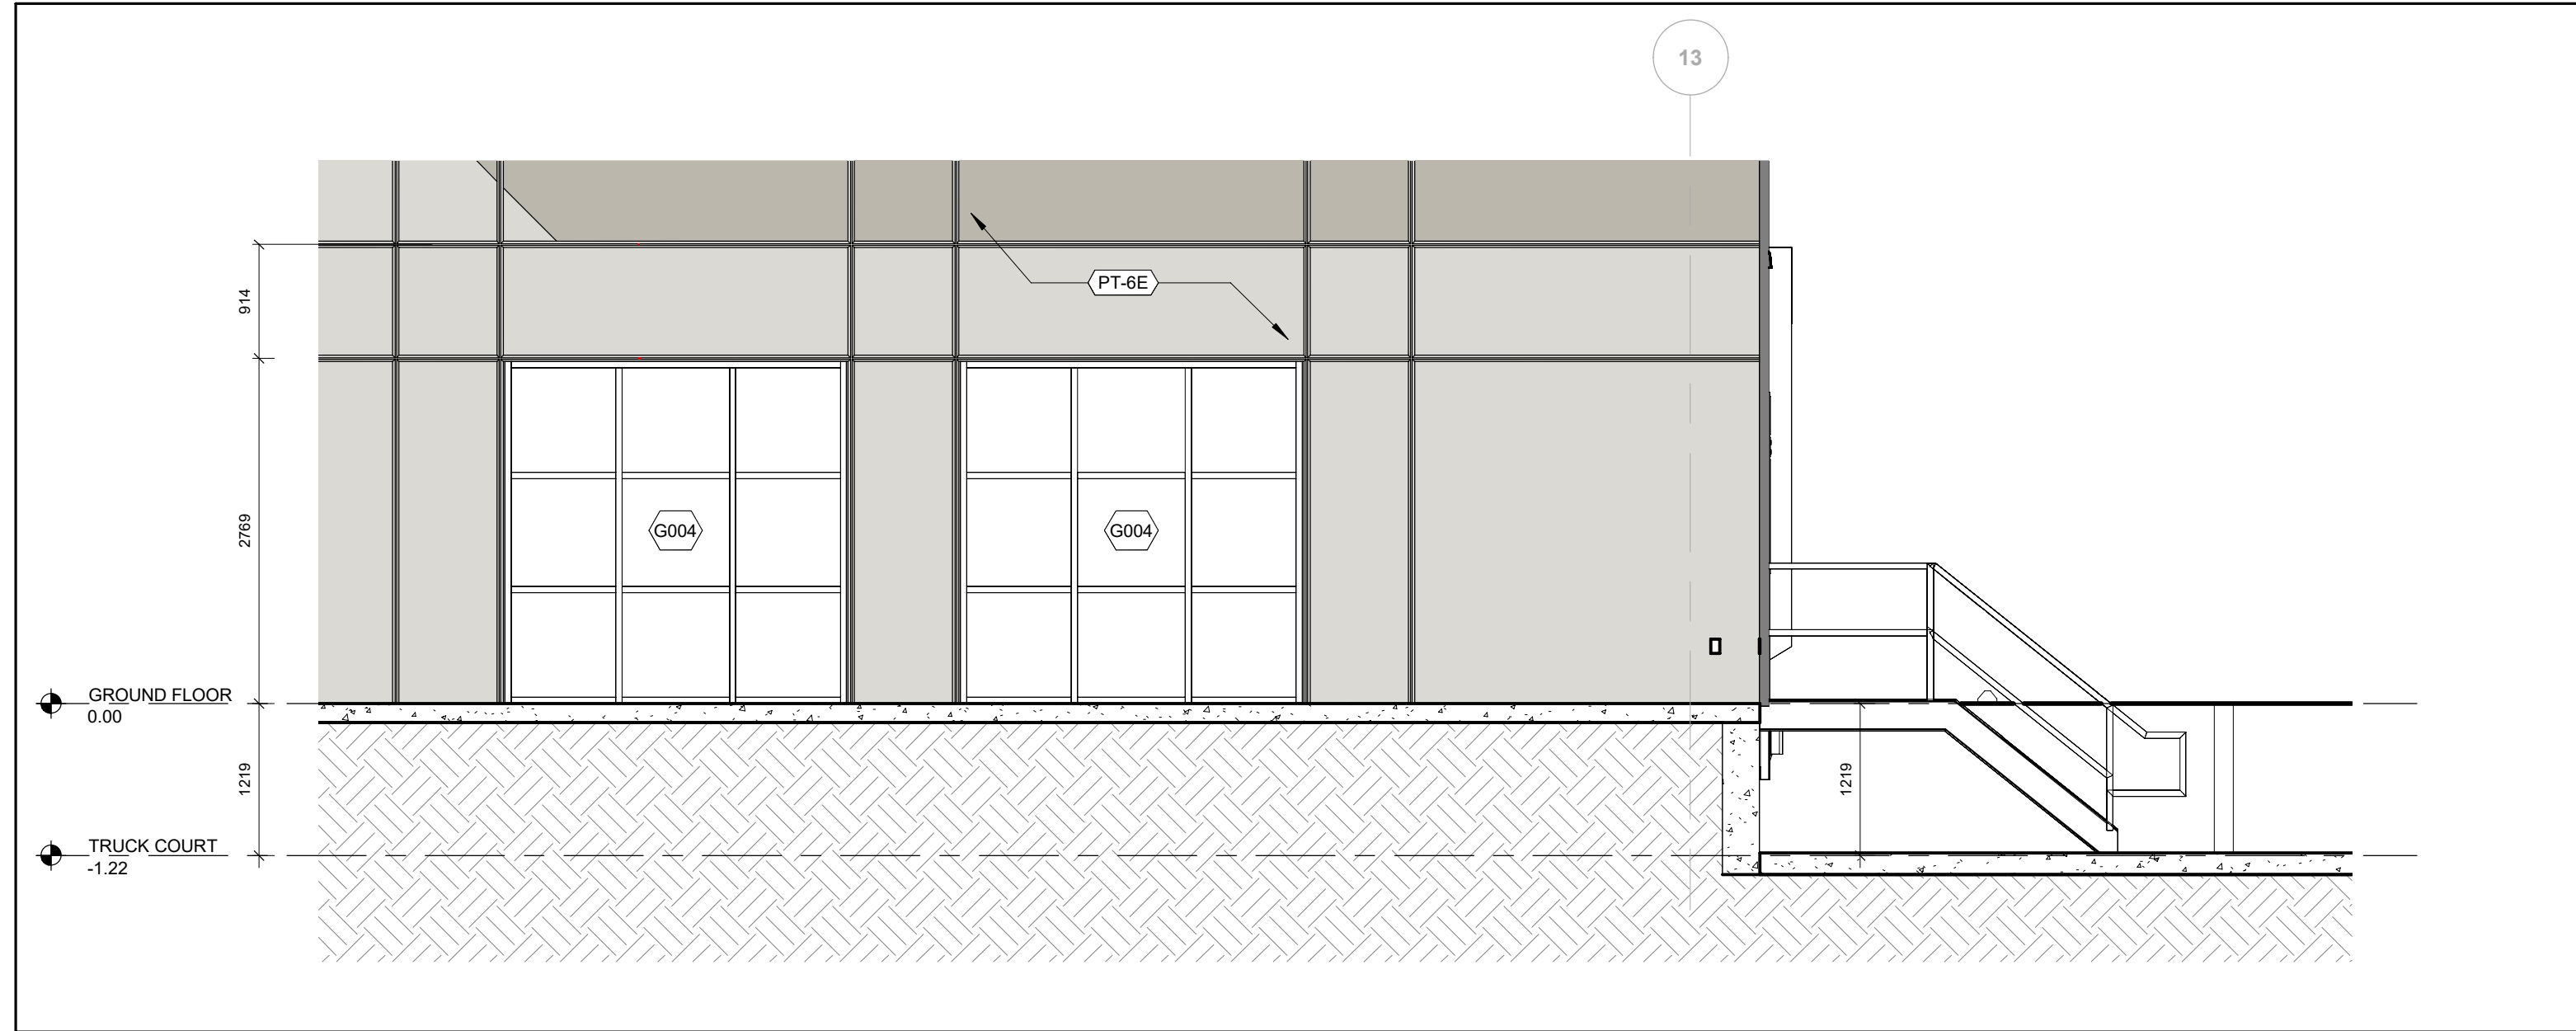 13
914
PT-6E
2769
G004
G004
GROUND FLOOR
0.00
1219
1219
TRUCK COURT
-1.22